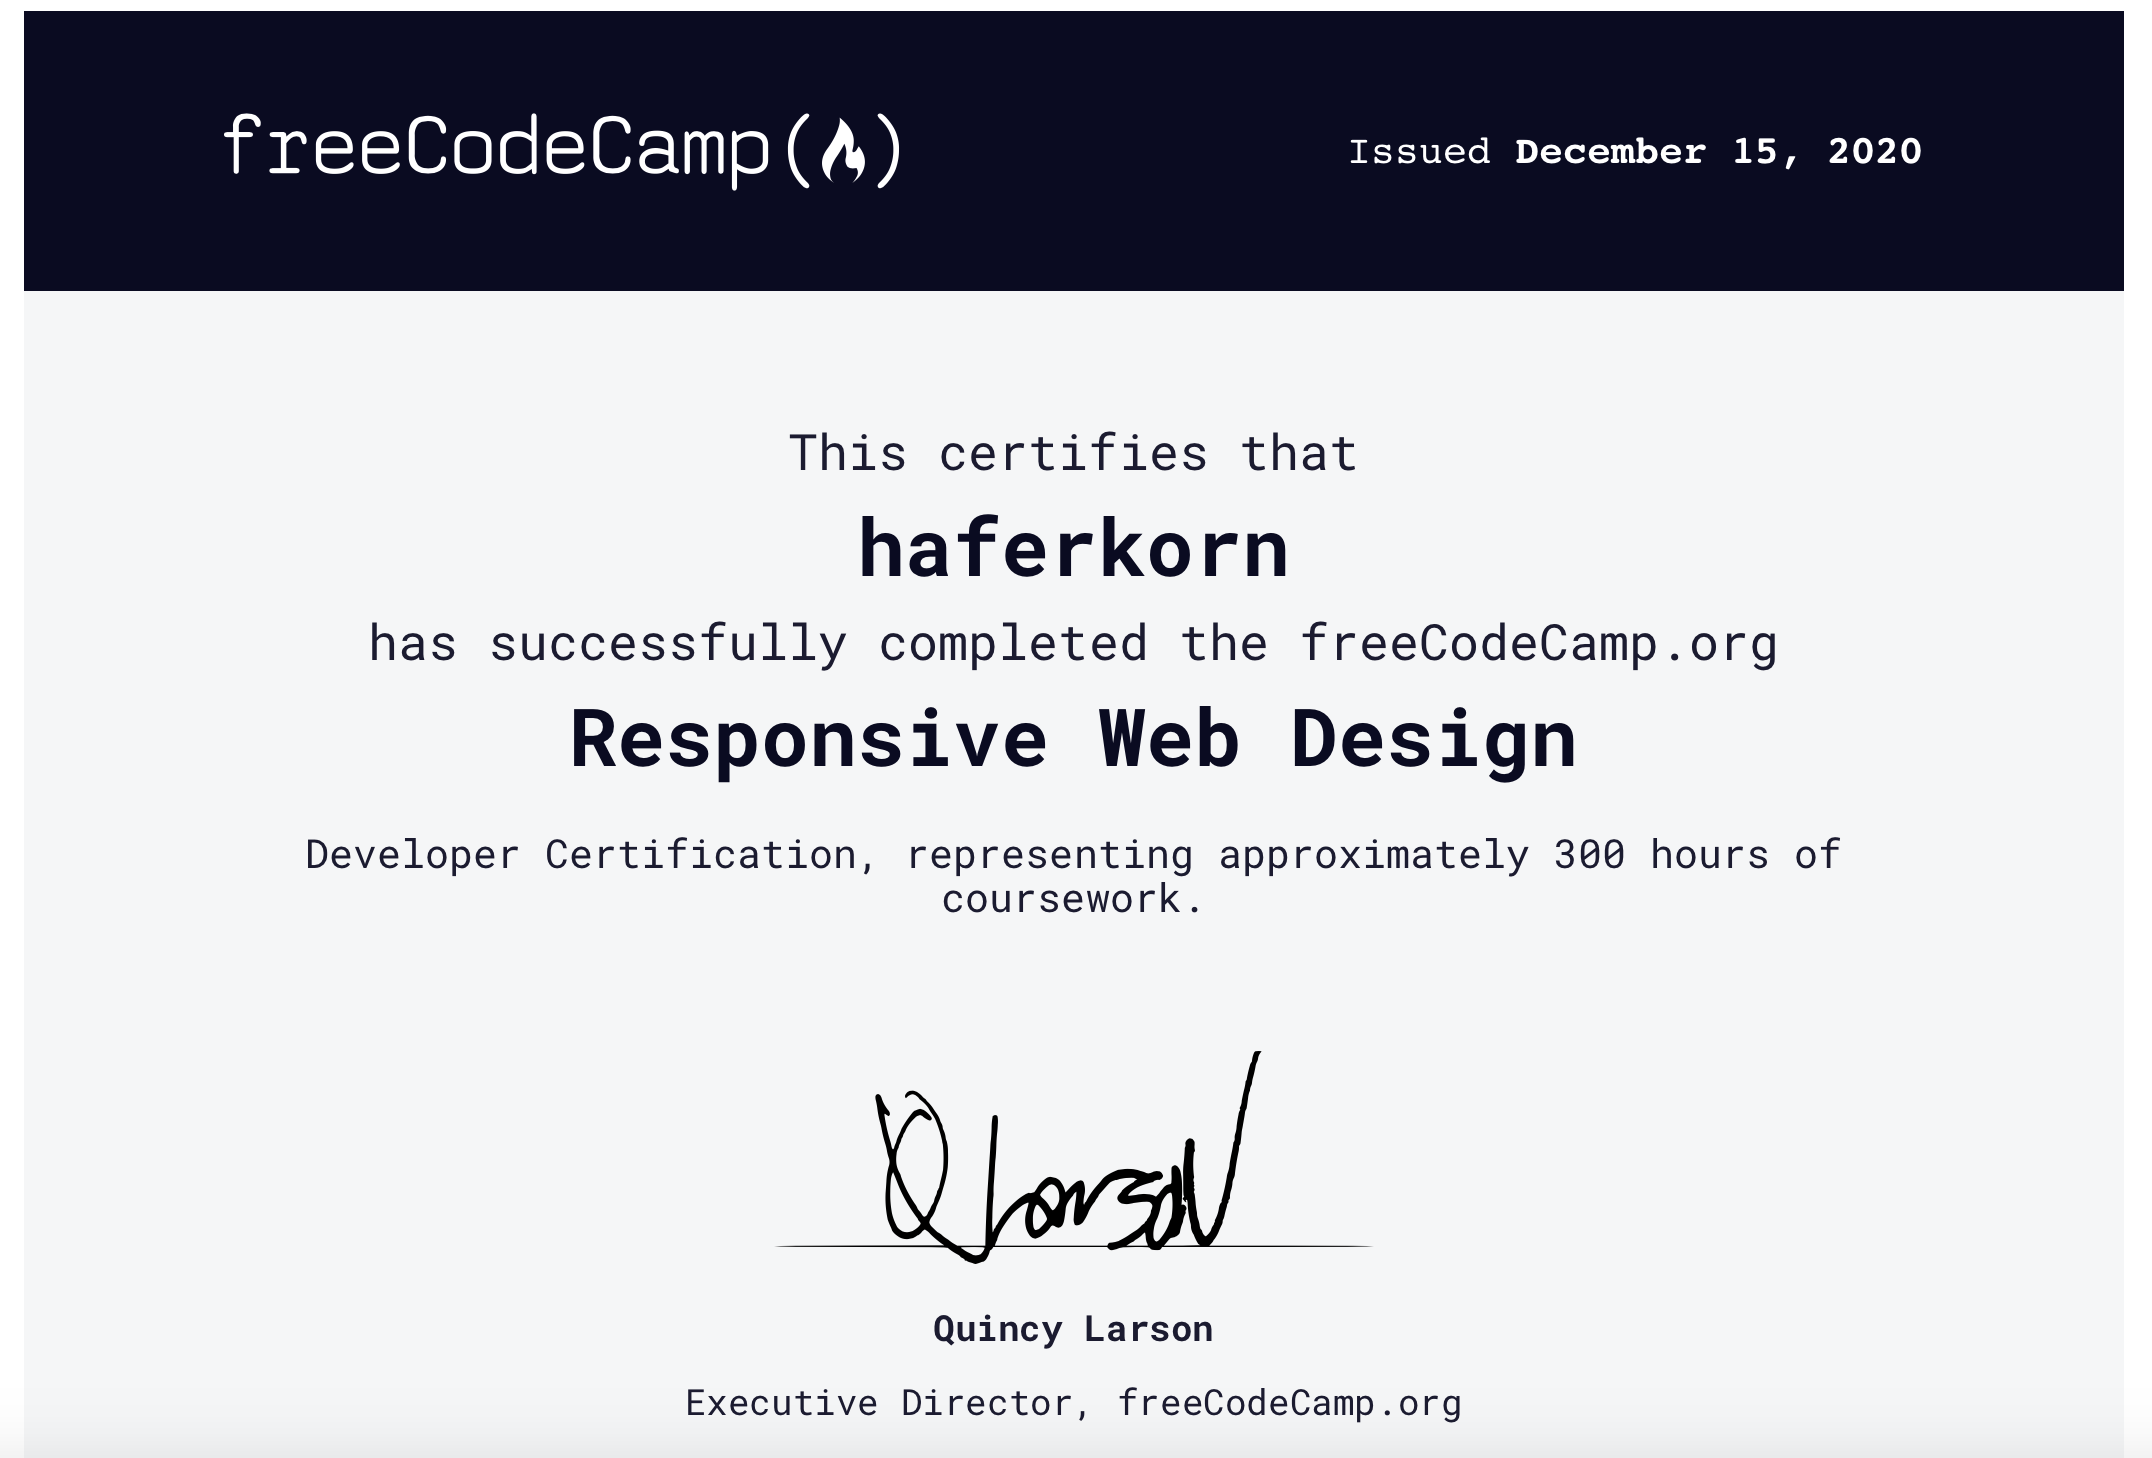 freeCodeCamp(🔥)
Issued December 15, 2020
This certifies that
haferkorn
has successfully completed the freeCodeCamp.org
Responsive Web Design
Developer Certification, representing approximately 300 hours of
coursework.
QLarson
Quincy Larson
Executive Director, freeCodeCamp.org